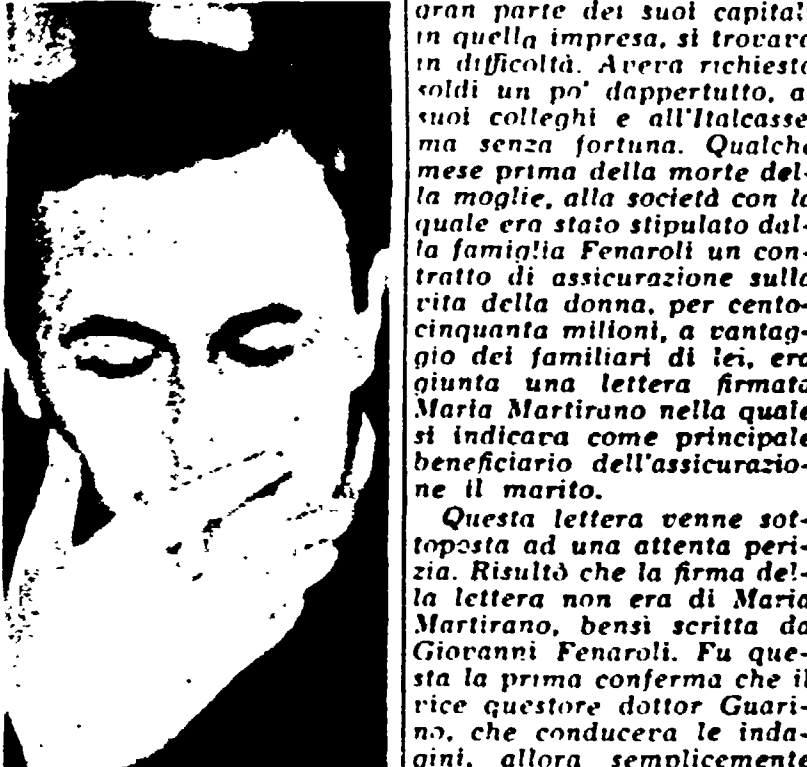 gran parte dei suoi capitali
in quella impresa, si trovava
in difficoltà. Aveva richiesto
soldi un po' dappertutto, a
suoi colleghi e all'Italcasse
ma senza fortuna. Qualche
mese prima della morte del-
la moglie, alla società con la
quale era stato stipulato dal-
la famiglia Fenaroli un con-
tratto di assicurazione sulla
vita della donna, per cento-
cinquanta milioni, a vantag-
gio dei familiari di lei, era
giunta una lettera firmata
Maria Martirano nella quale
si indicava come principale
beneficiario dell'assicurazio-
ne il marito.
Questa lettera venne sot-
toposta ad una attenta peri-
zia. Risultò che la firma del-
la lettera non era di Maria
Martirano, bensì scritta da
Giovanni Fenaroli. Fu que-
sta la prima conferma che il
vice questore dottor Guari-
no, che conduceva le inda-
gini, allora semplicemente